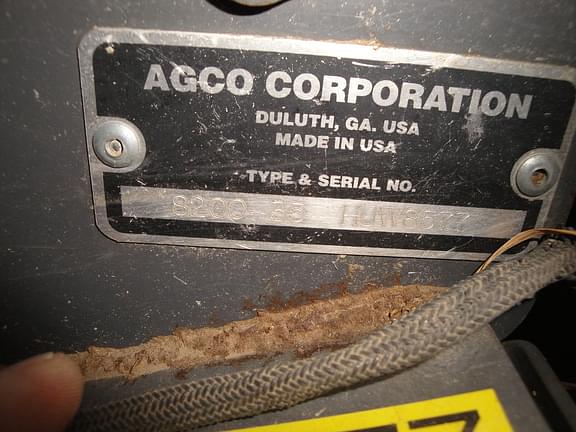 AGCO CORPORATION
DULUTH, GA. USA
MADE IN USA
TYPE & SERIAL NO.